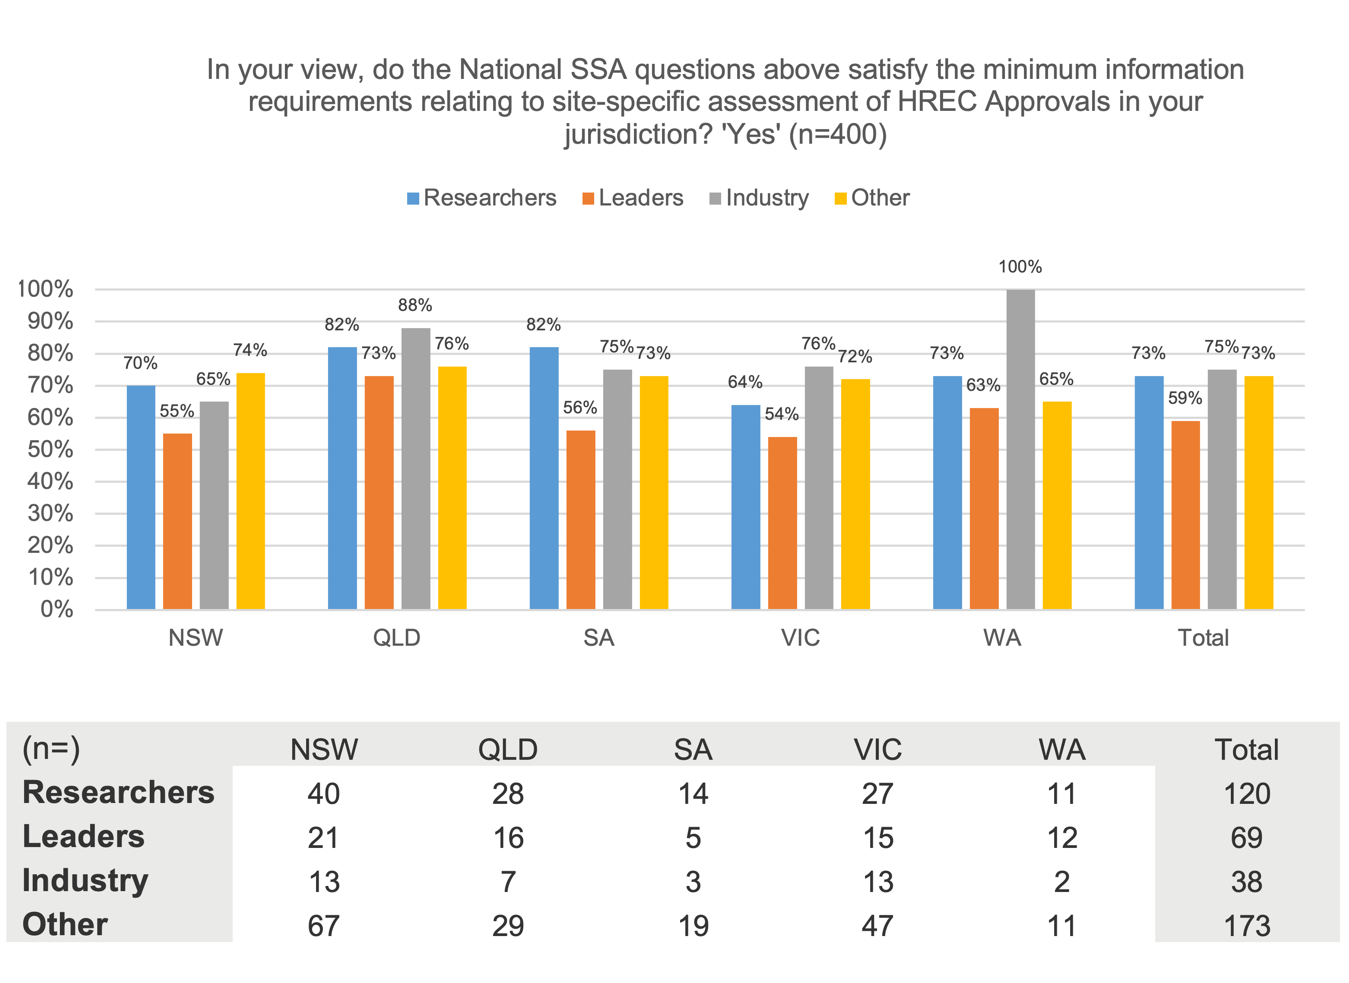 In your view, do the National SSA questions above satisfy the minimum information
requirements relating to site-specific assessment of HREC Approvals in your
jurisdiction? 'Yes' (n=400)
Researchers Leaders Industry Other
100%
90%
80%
70%
60%
50%
40%
30%
20%
10%
0%
70% 55% 65% 74%
82% 73% 88% 76%
82% 56% 75% 73%
64% 54% 76% 72%
73% 63% 100% 65%
73% 59% 75% 73%
NSW QLD SA VIC WA Total
(n=) NSW QLD SA VIC WA Total
Researchers 40 28 14 27 11 120
Leaders 21 16 5 15 12 69
Industry 13 7 3 13 2 38
Other 67 29 19 47 11 173